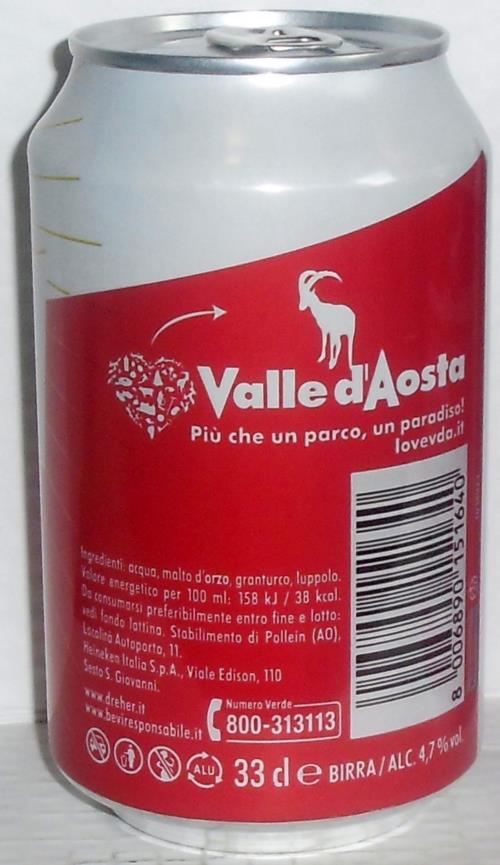 Valle d'Aosta
Più che un parco, un paradiso!
lovevda.it
Ingredienti: acqua, malto d'orzo, granturco, luppolo.
Valore energetico per 100 ml: 158 kJ / 38 kcal.
Da consumarsi preferibilmente entro fine e lotto:
vedi fondo lattina. Stabilimento di Pollein (AO),
Località Autoporto, 11.
Heineken Italia S.p.A., Viale Edison, 110
Sesto S. Giovanni.
www.dreher.it
www.beviresponsabile.it
Numero Verde
800-313113
ALU
33 cl e BIRRA / ALC. 4,7 % vol.
8 006890 151640